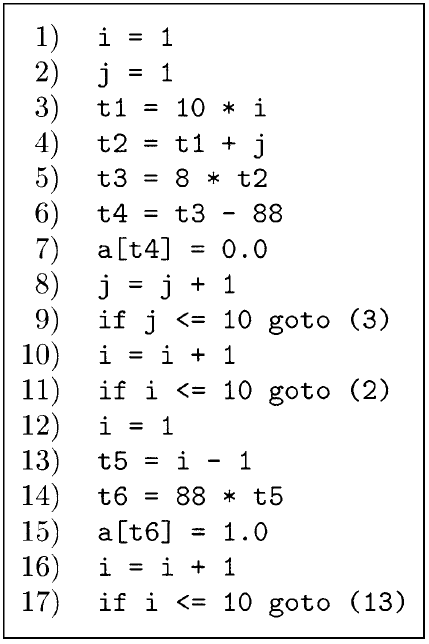 1) i = 1
2) j = 1
3) t1 = 10 * i
4) t2 = t1 + j
5) t3 = 8 * t2
6) t4 = t3 - 88
7) a[t4] = 0.0
8) j = j + 1
9) if j <= 10 goto (3)
10) i = i + 1
11) if i <= 10 goto (2)
12) i = 1
13) t5 = i - 1
14) t6 = 88 * t5
15) a[t6] = 1.0
16) i = i + 1
17) if i <= 10 goto (13)